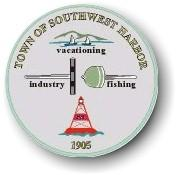 TOWN OF SOUTHWEST HARBOR
vacationing
industry fishing
1905